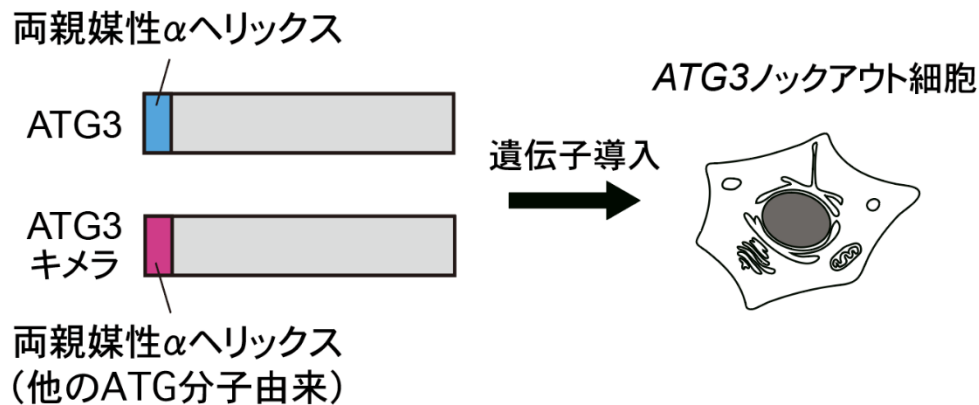 両親媒性αヘリックス
ATG3
ATG3
キメラ
両親媒性αヘリックス
（他のATG分子由来）
遺伝子導入
ATG3ノックアウト細胞